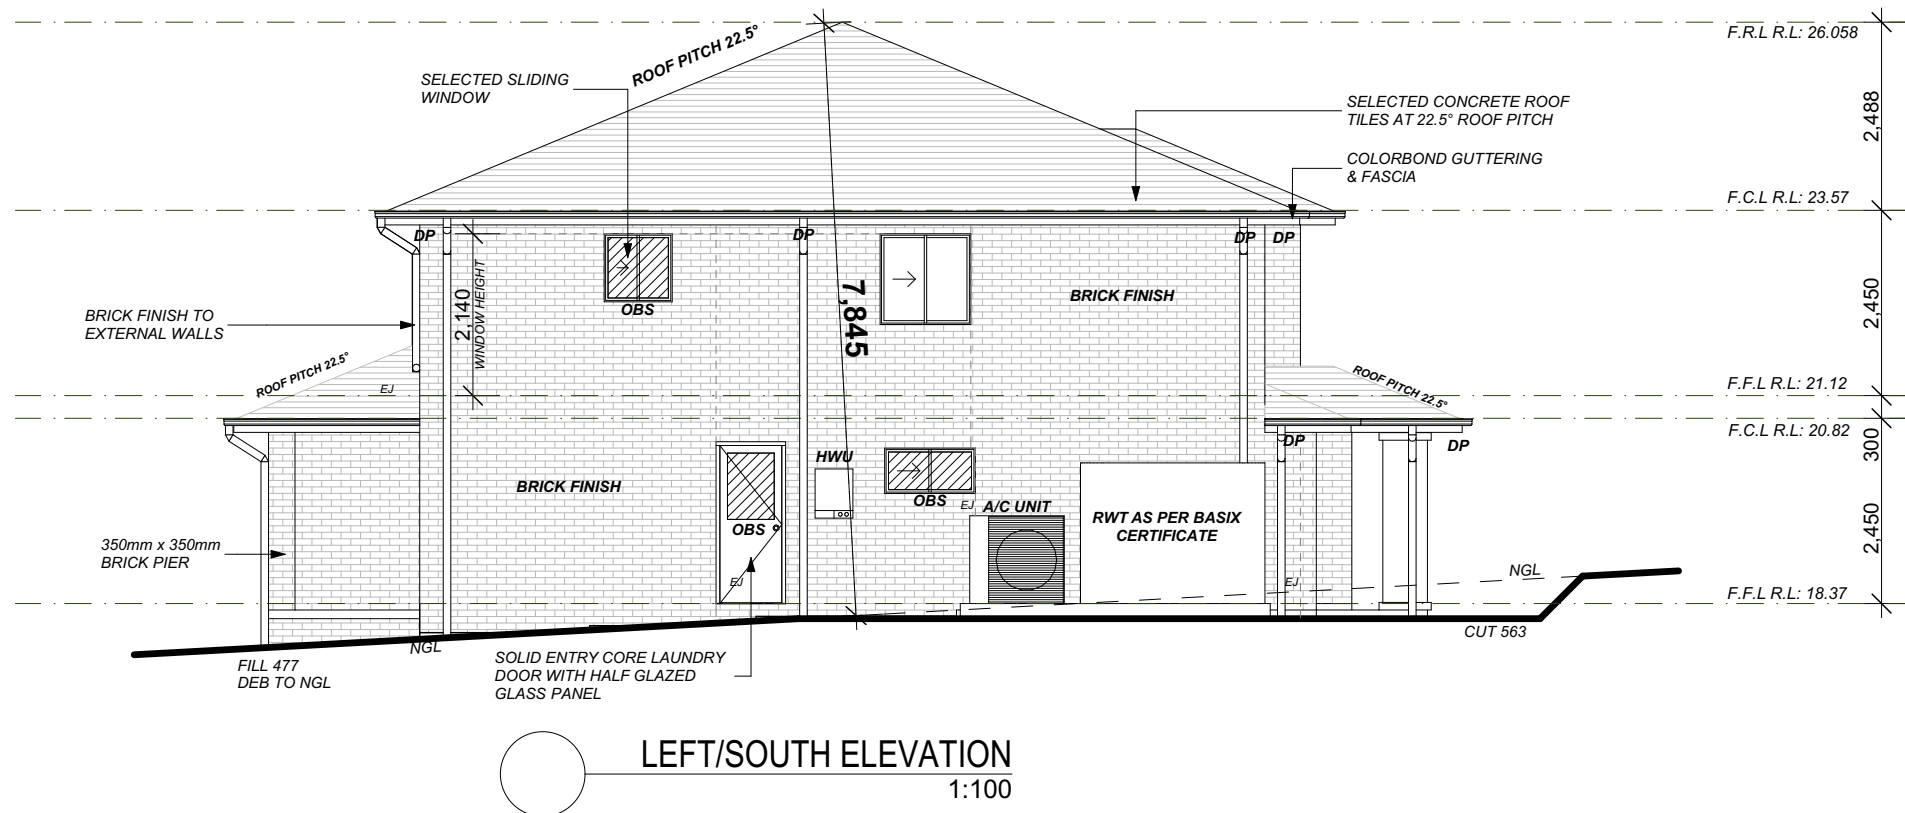 F.R.L R.L: 26.058
ROOF PITCH 22.5°
SELECTED SLIDING
WINDOW
SELECTED CONCRETE ROOF
TILES AT 22.5° ROOF PITCH
2,488
COLORBOND GUTTERING
& FASCIA
F.C.L R.L: 23.57
DP
DP
DP
DP
2,140
WINDOW HEIGHT
OBS
7,845
BRICK FINISH
2,450
BRICK FINISH TO
EXTERNAL WALLS
ROOF PITCH 22.5°
EJ
ROOF PITCH 22.5°
F.F.L R.L: 21.12
F.C.L R.L: 20.82
300
DP
DP
HWU
BRICK FINISH
OBS
OBS
EJ
A/C UNIT
RWT AS PER BASIX
CERTIFICATE
2,450
350mm x 350mm
BRICK PIER
EJ
EJ
NGL
F.F.L R.L: 18.37
CUT 563
NGL
FILL 477
DEB TO NGL
SOLID ENTRY CORE LAUNDRY
DOOR WITH HALF GLAZED
GLASS PANEL
LEFT/SOUTH ELEVATION
1:100